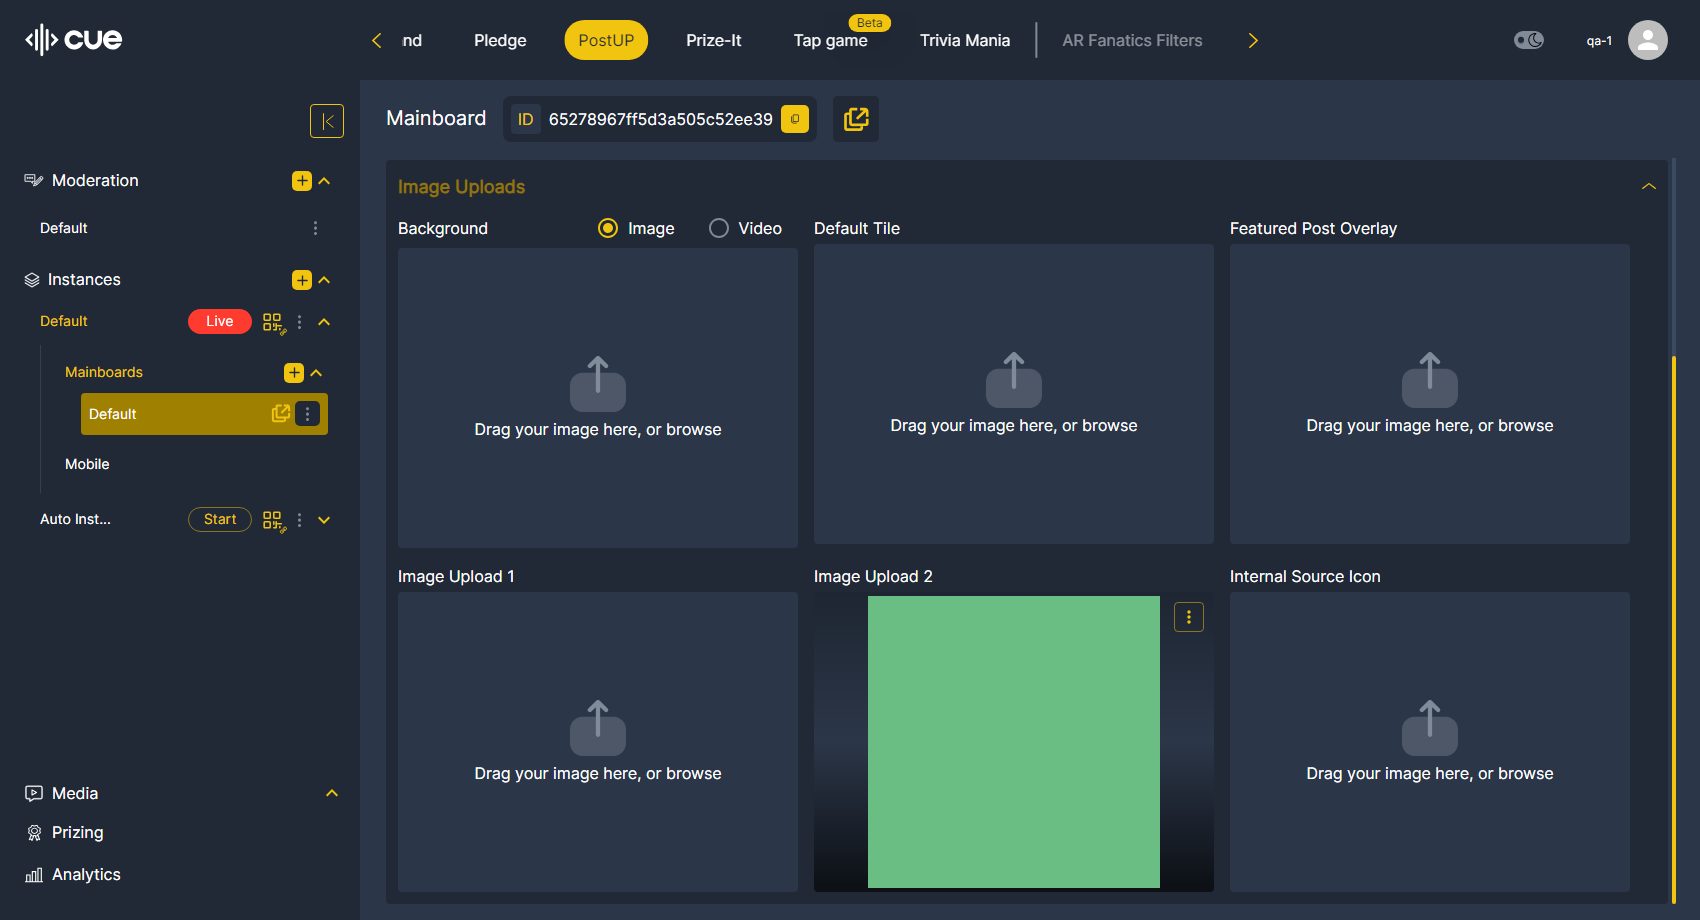 cue
nd
Pledge
PostUP
Prize-It
Beta
Tap game
Trivia Mania
AR Fanatics Filters
qa-1
Moderation
Default
Instances
Default
Live
Mainboards
Default
Mobile
Auto Inst...
Start
Media
Prizing
Analytics
Mainboard
ID
65278967ff5d3a505c52ee39
Image Uploads
Background
Image
Video
Default Tile
Featured Post Overlay
Drag your image here, or browse
Drag your image here, or browse
Drag your image here, or browse
Image Upload 1
Image Upload 2
Internal Source Icon
Drag your image here, or browse
Drag your image here, or browse